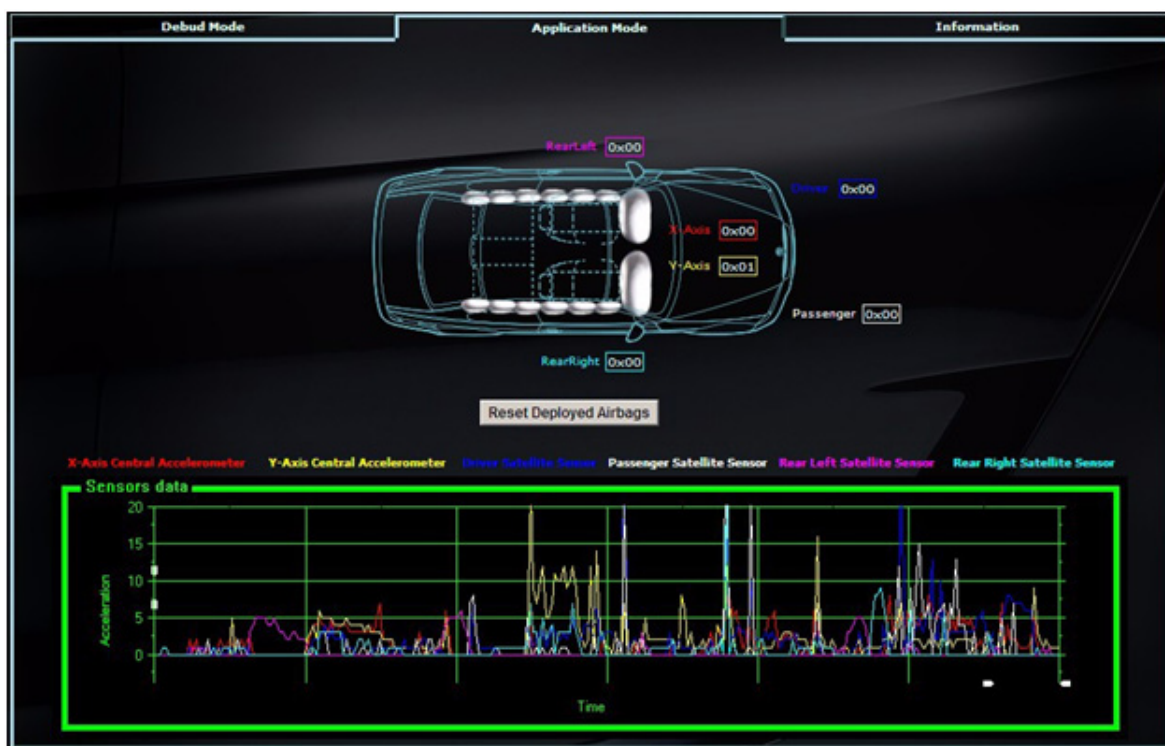 Debud Mode Application Mode Information
RearLeft 0x00
Driver 0x00
X-Axis 0x00
Y-Axis 0x01
Passenger 0x00
RearRight 0x00
Reset Deployed Airbags
X-Axis Central Accelerometer Y-Axis Central Accelerometer Driver Satellite Sensor Passenger Satellite Sensor Rear Left Satellite Sensor Rear Right Satellite Sensor
Sensors data
20
15
10
5
0
Acceleration
Time